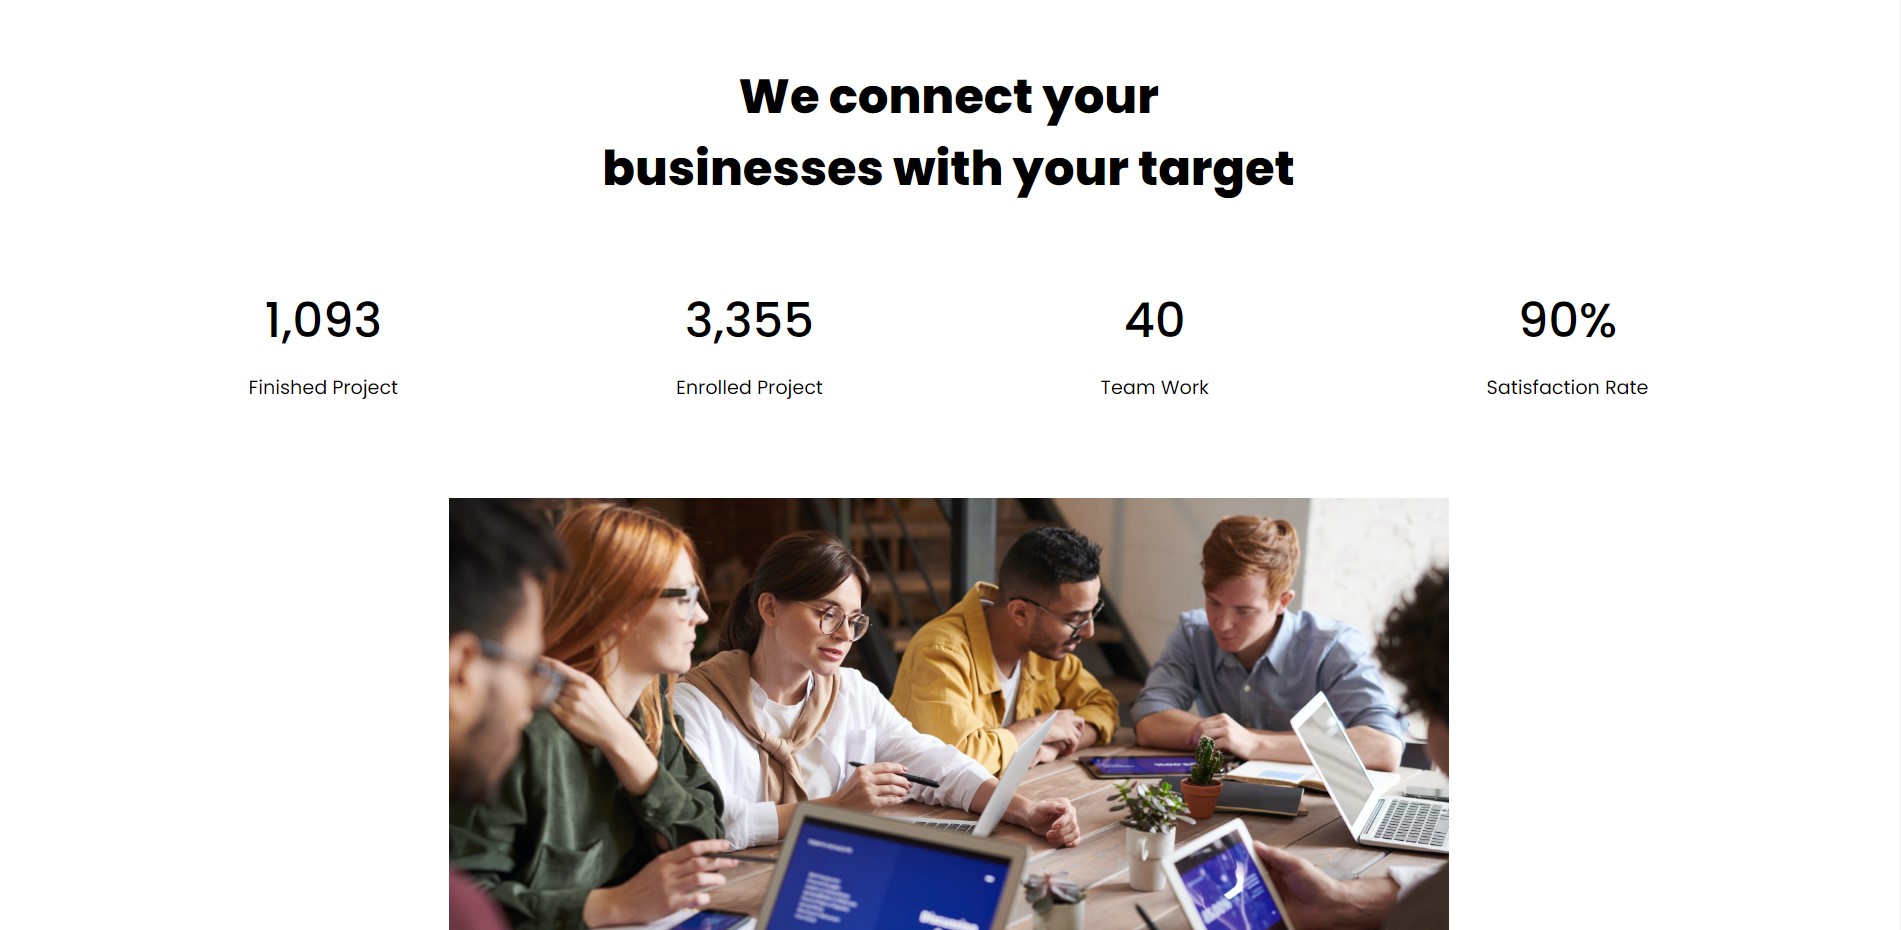 We connect your
businesses with your target
1,093
3,355
40
90%
Finished Project
Enrolled Project
Team Work
Satisfaction Rate